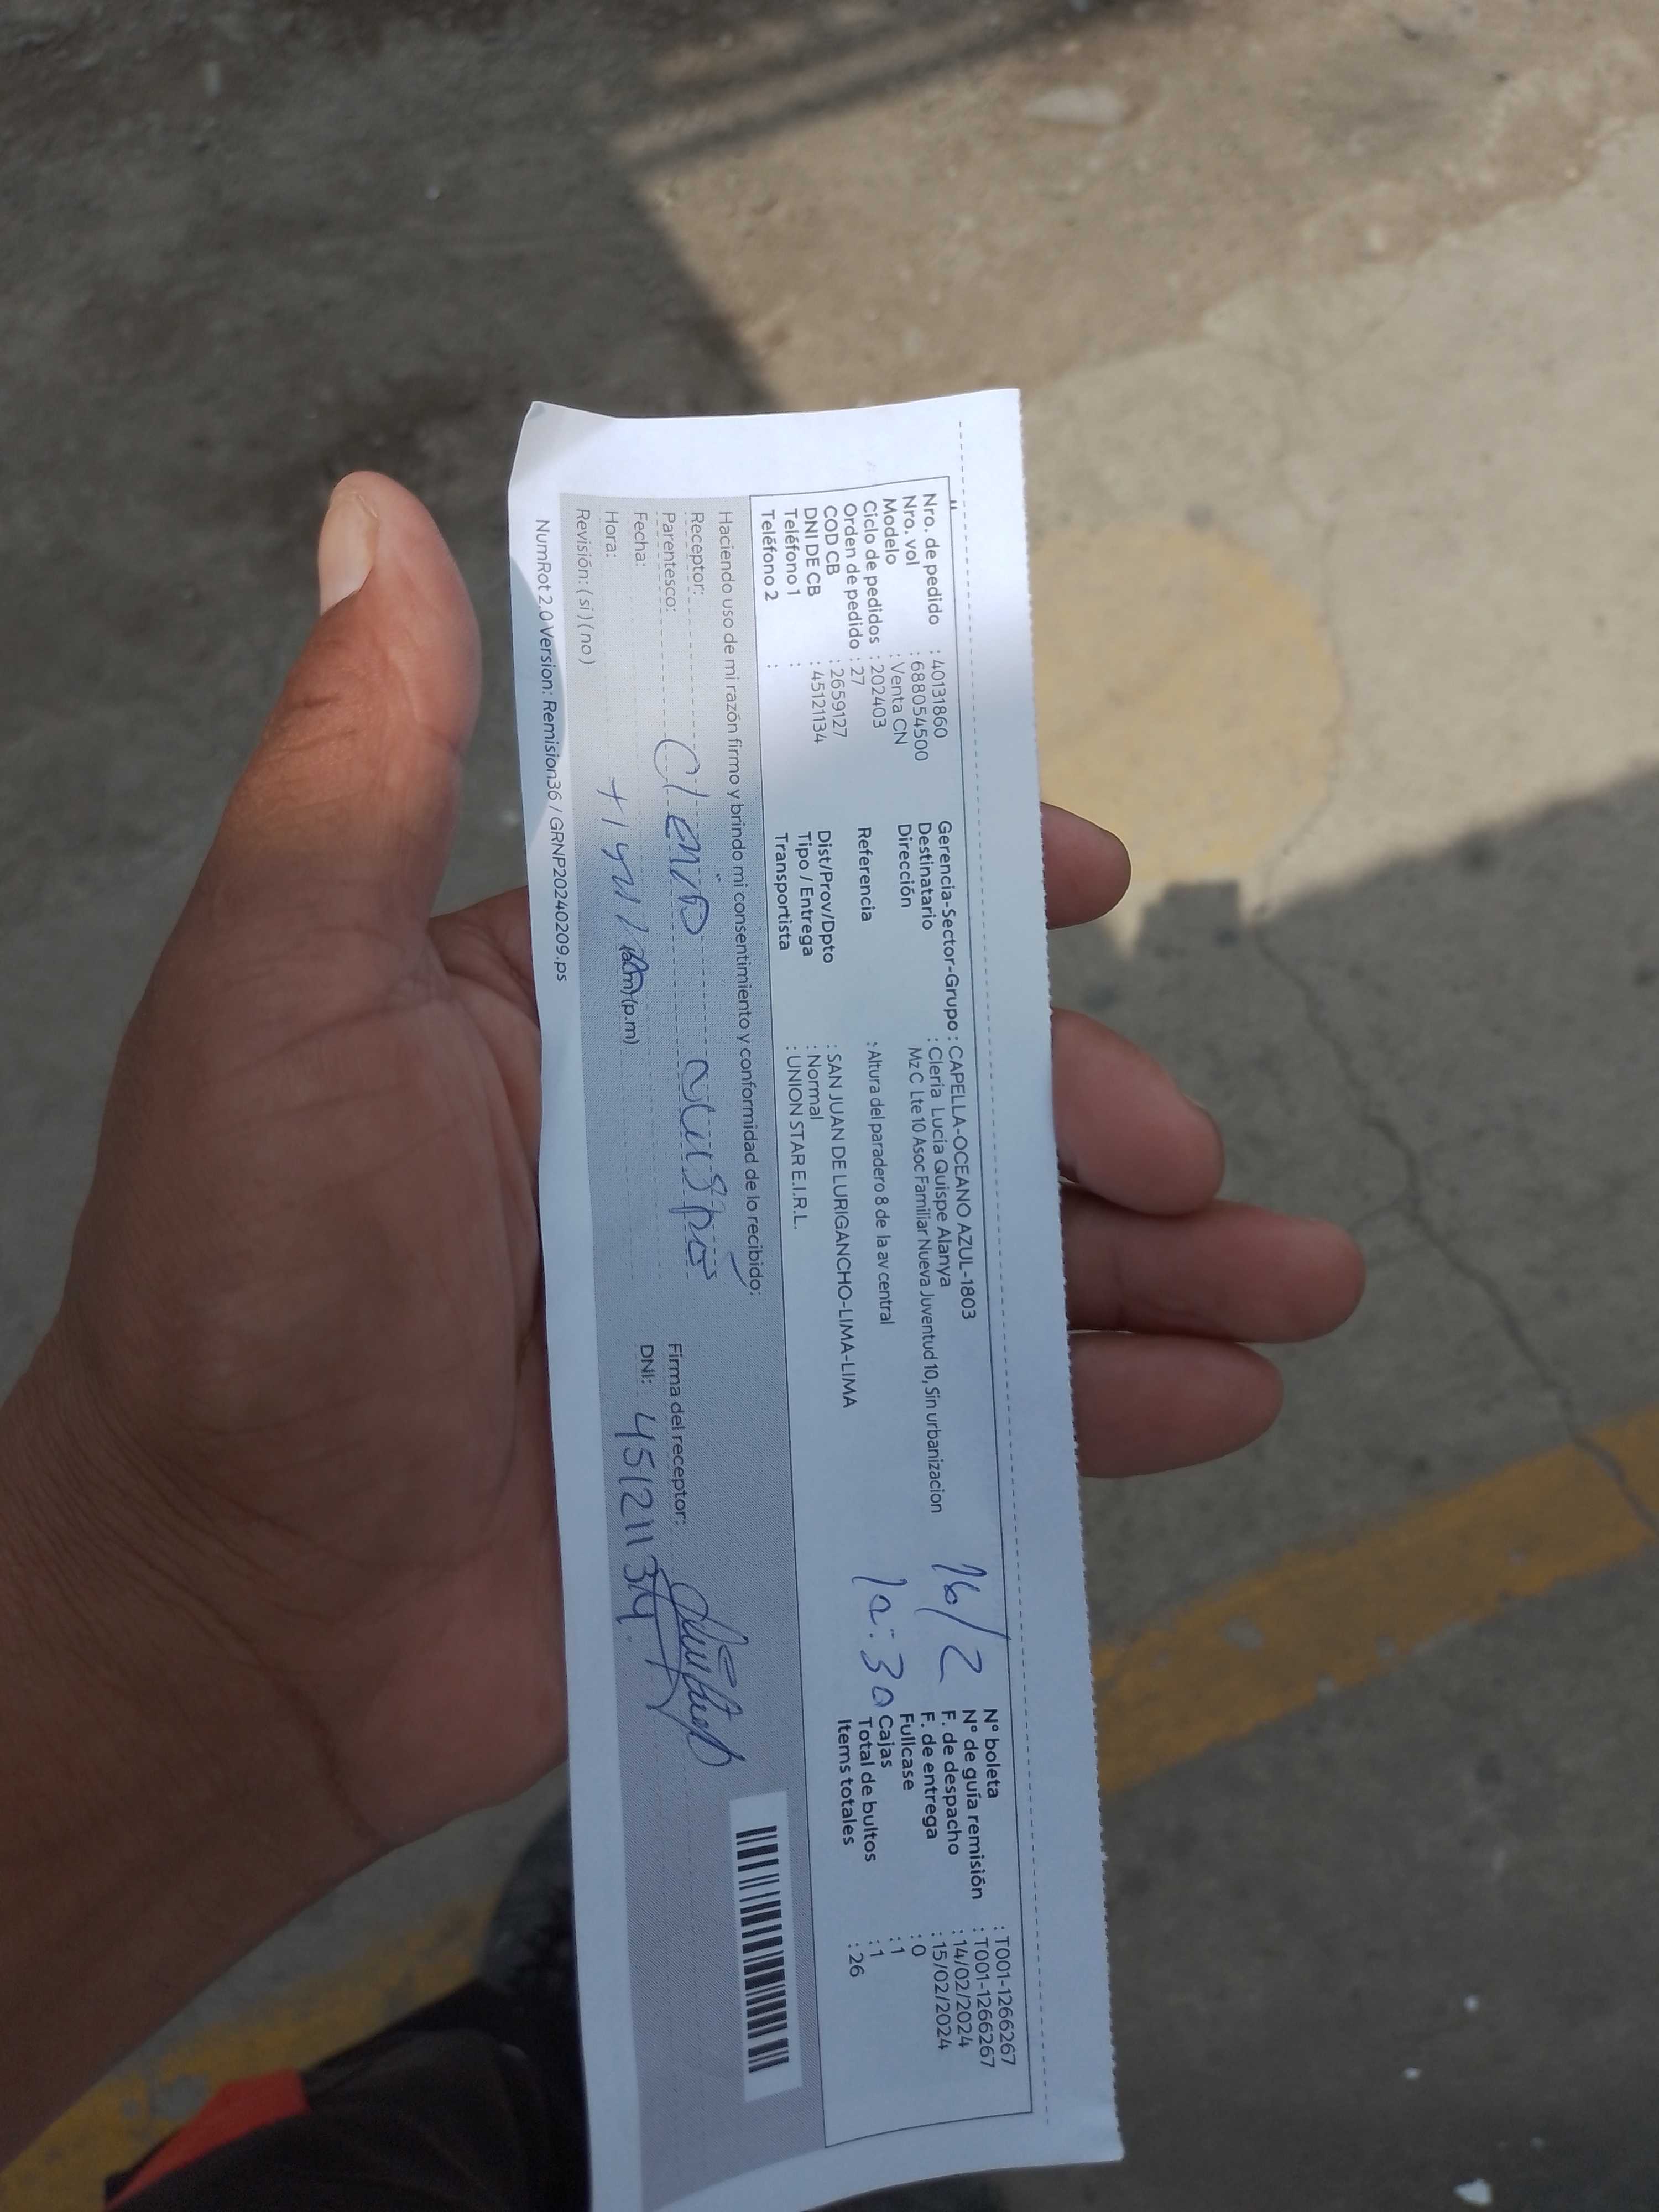 Nro. de pedido : 40131860
Nro. vol : 688054500
Modelo : Venta CN
Ciclo de pedidos : 202403
Orden de pedido : 27
COD CB : 2659127
DNI DE CB : 45121134
Teléfono 1 :
Teléfono 2 :
Gerencia-Sector-Grupo : CAPELLA-OCEANO AZUL-1803
Destinatario : Cleria Lucia Quispe Alanya
Dirección Mz C Lte 10 Asoc Familiar Nueva Juventud 10, Sin urbanizacion
Referencia : Altura del paradero 8 de la av central
Dist/Prov/Dpto : SAN JUAN DE LURIGANCHO-LIMA-LIMA
Tipo / Entrega : Normal
Transportista : UNION STAR E.I.R.L.
16/2
10:30
N° boleta : T001-1266267
N° de guía remisión : T001-1266267
F. de despacho : 14/02/2024
F. de entrega : 15/02/2024
Fullcase : 0
Cajas : 1
Total de bultos : 1
Items totales : 26
Haciendo uso de mi razón firmo y brindo mi consentimiento y conformidad de lo recibido:
Receptor:
Parentesco:
Fecha:
Hora: (p.m)
Revisión: (si) (no)
Firma del receptor:
DNI: 45121134
NumRot 2.0 Version: Remision36 / GRNP20240209.ps